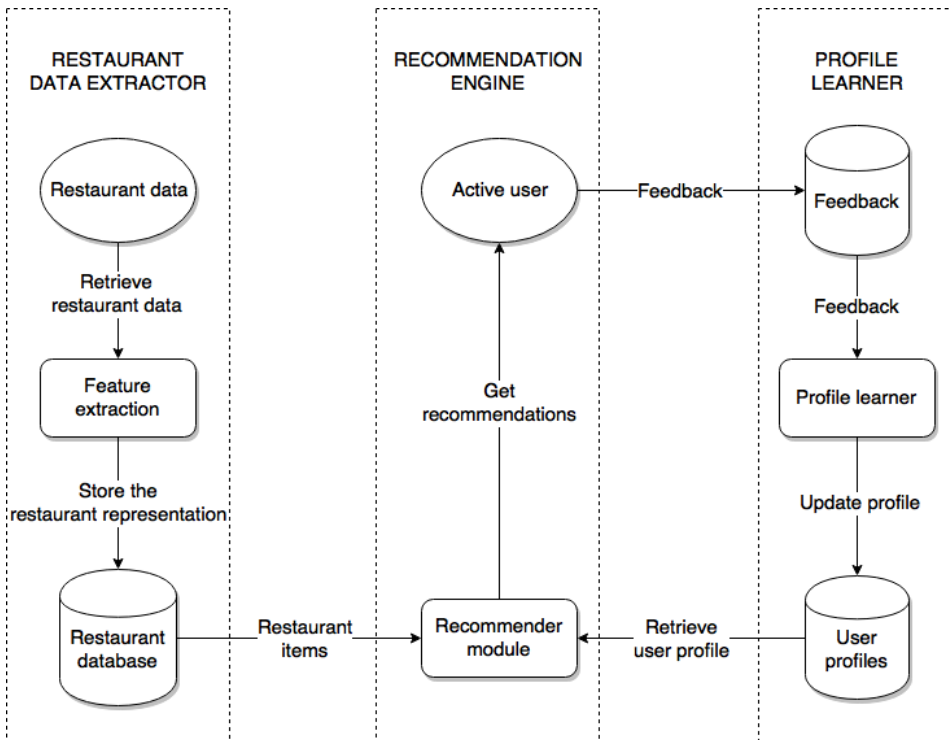 RESTAURANT
DATA EXTRACTOR
Restaurant data
Retrieve
restaurant data
Feature
extraction
Store the
restaurant representation
Restaurant
database
Restaurant
items
RECOMMENDATION
ENGINE
Active user
Feedback
Get
recommendations
Recommender
module
Retrieve
user profile
PROFILE
LEARNER
Feedback
Feedback
Profile learner
Update profile
User
profiles